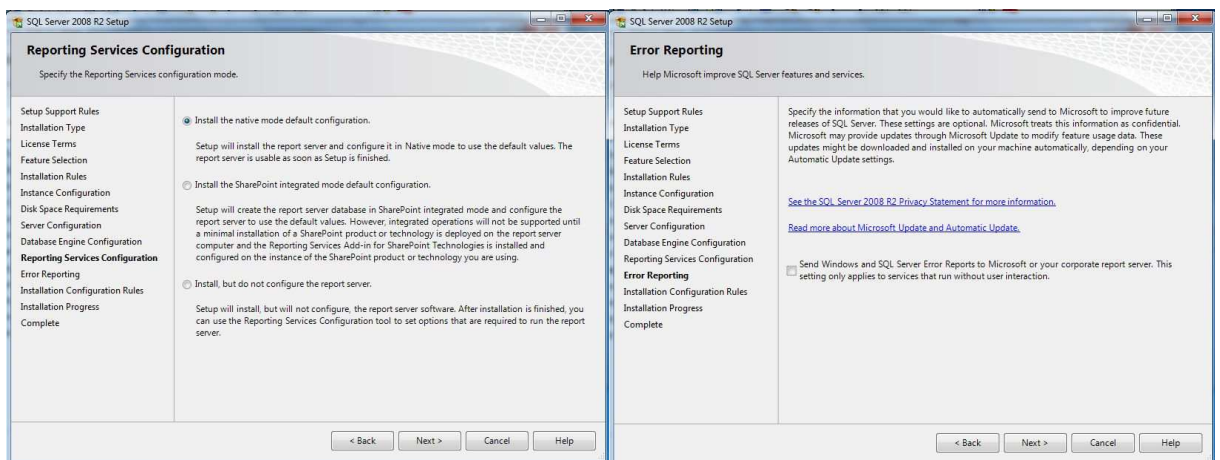 SQL Server 2008 R2 Setup
Reporting Services Configuration
Specify the Reporting Services configuration mode.
Setup Support Rules
Installation Type
License Terms
Feature Selection
Installation Rules
Instance Configuration
Disk Space Requirements
Server Configuration
Database Engine Configuration
Reporting Services Configuration
Error Reporting
Installation Configuration Rules
Installation Progress
Complete
Install the native mode default configuration.
Setup will install the report server and configure it in Native mode to use the default values. The
report server is usable as soon as Setup is finished.
Install the SharePoint integrated mode default configuration.
Setup will create the report server database in SharePoint integrated mode and configure the
report server to use the default values. However, integrated operations will not be supported until
a minimal installation of a SharePoint product or technology is deployed on the report server
computer and the Reporting Services Add-in for SharePoint Technologies is installed and
configured on the instance of the SharePoint product or technology you are using.
Install, but do not configure the report server.
Setup will install, but will not configure, the report server software. After installation is finished, you
can use the Reporting Services Configuration tool to set options that are required to run the report
server.
< Back
Next >
Cancel
Help
SQL Server 2008 R2 Setup
Error Reporting
Help Microsoft improve SQL Server features and services.
Setup Support Rules
Installation Type
License Terms
Feature Selection
Installation Rules
Instance Configuration
Disk Space Requirements
Server Configuration
Database Engine Configuration
Reporting Services Configuration
Error Reporting
Installation Configuration Rules
Installation Progress
Complete
Specify the information that you would like to automatically send to Microsoft to improve future
releases of SQL Server. These settings are optional. Microsoft treats this information as confidential.
Microsoft may provide updates through Microsoft Update to modify feature usage data. These
updates might be downloaded and installed on your machine automatically, depending on your
Automatic Update settings.
See the SQL Server 2008 R2 Privacy Statement for more information.
Read more about Microsoft Update and Automatic Update.
Send Windows and SQL Server Error Reports to Microsoft or your corporate report server. This
setting only applies to services that run without user interaction.
< Back
Next >
Cancel
Help